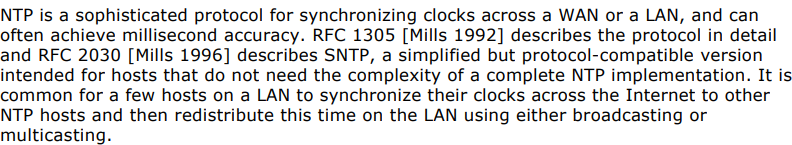 NTP is a sophisticated protocol for synchronizing clocks across a WAN or a LAN, and can
often achieve millisecond accuracy. RFC 1305 [Mills 1992] describes the protocol in detail
and RFC 2030 [Mills 1996] describes SNTP, a simplified but protocol-compatible version
intended for hosts that do not need the complexity of a complete NTP implementation. It is
common for a few hosts on a LAN to synchronize their clocks across the Internet to other
NTP hosts and then redistribute this time on the LAN using either broadcasting or
multicasting.